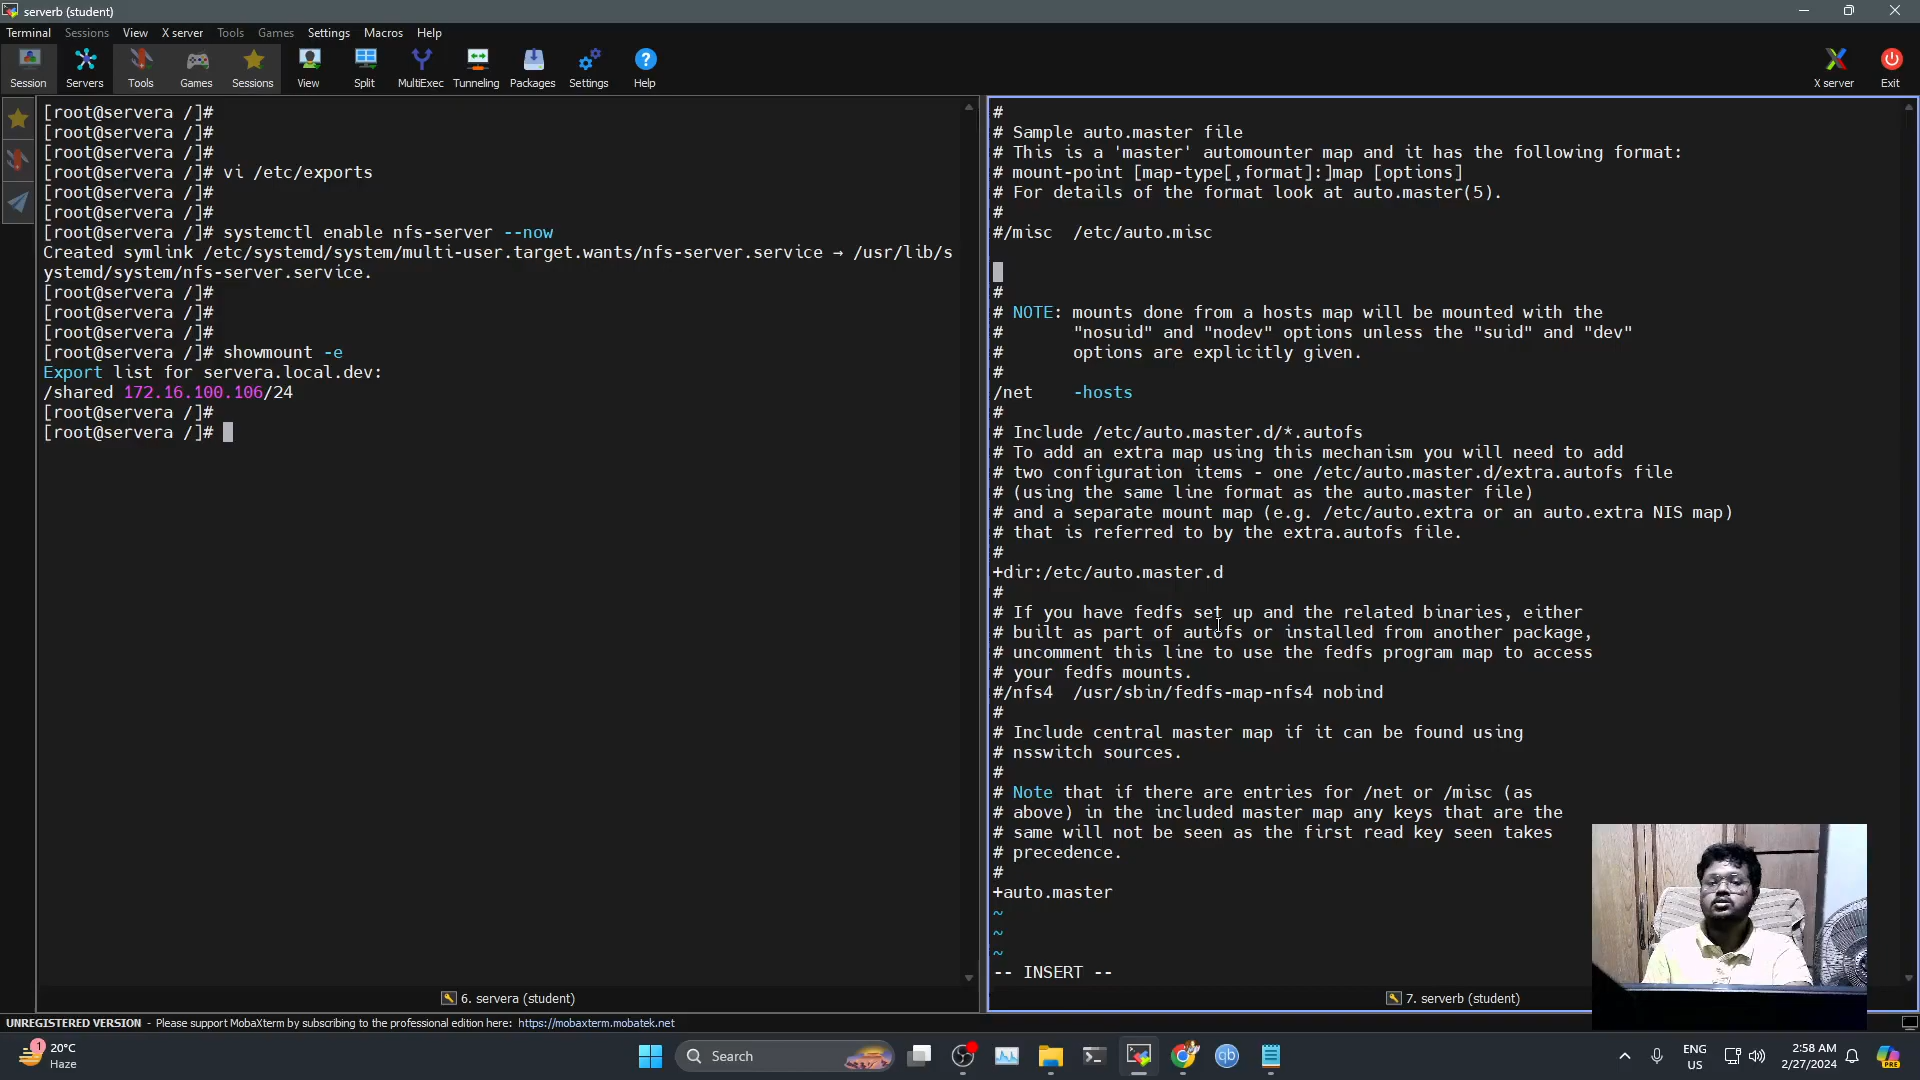 serverb (student)
Terminal Sessions View X server Tools Games Settings Macros Help
Session Servers Tools Games Sessions View Split MultiExec Tunneling Packages Settings Help X server Exit
[root@servera /]#
[root@servera /]#
[root@servera /]#
[root@servera /]# vi /etc/exports
[root@servera /]#
[root@servera /]#
[root@servera /]# systemctl enable nfs-server --now
Created symlink /etc/systemd/system/multi-user.target.wants/nfs-server.service → /usr/lib/s
ystemd/system/nfs-server.service.
[root@servera /]#
[root@servera /]#
[root@servera /]#
[root@servera /]# showmount -e
Export list for servera.local.dev:
/shared 172.16.100.106/24
[root@servera /]#
[root@servera /]#
6. servera (student)
#
# Sample auto.master file
# This is a 'master' automounter map and it has the following format:
# mount-point [map-type[,format]:]map [options]
# For details of the format look at auto.master(5).
#
#/misc  /etc/auto.misc
#
# NOTE: mounts done from a hosts map will be mounted with the
#       "nosuid" and "nodev" options unless the "suid" and "dev"
#       options are explicitly given.
#
/net    -hosts
#
# Include /etc/auto.master.d/*.autofs
# To add an extra map using this mechanism you will need to add
# two configuration items - one /etc/auto.master.d/extra.autofs file
# (using the same line format as the auto.master file)
# and a separate mount map (e.g. /etc/auto.extra or an auto.extra NIS map)
# that is referred to by the extra.autofs file.
#
+dir:/etc/auto.master.d
#
# If you have fedfs set up and the related binaries, either
# built as part of autofs or installed from another package,
# uncomment this line to use the fedfs program map to access
# your fedfs mounts.
#/nfs4  /usr/sbin/fedfs-map-nfs4 nobind
#
# Include central master map if it can be found using
# nsswitch sources.
#
# Note that if there are entries for /net or /misc (as
# above) in the included master map any keys that are the
# same will not be seen as the first read key seen takes
# precedence.
#
+auto.master
~
~
~
-- INSERT --
7. serverb (student)
UNREGISTERED VERSION - Please support MobaXterm by subscribing to the professional edition here: https://mobaxterm.mobatek.net
1
20°C
Haze
Search
qb
ENG
US
2:58 AM
2/27/2024
PRE